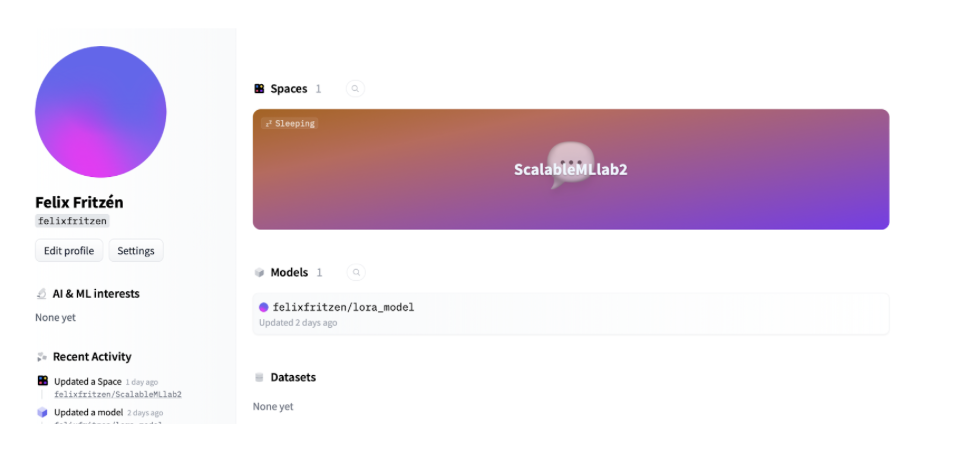 Felix Fritzén
felixfritzen
Edit profile Settings
AI & ML interests
None yet
Recent Activity
Updated a Space 1 day ago
felixfritzen/ScalableMLlab2
Updated a model 2 days ago
Spaces 1
Sleeping
ScalableMLlab2
Models 1
felixfritzen/lora_model
Updated 2 days ago
Datasets
None yet